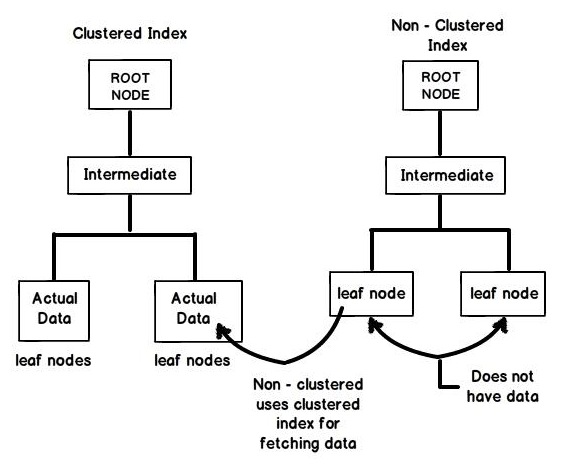 Clustered Index
ROOT
NODE
Intermediate
Actual
Data
leaf nodes
Actual
Data
leaf nodes
Non - Clustered
Index
ROOT
NODE
Intermediate
leaf node
leaf node
Non - clustered
uses clustered
index for
fetching data
Does not
have data